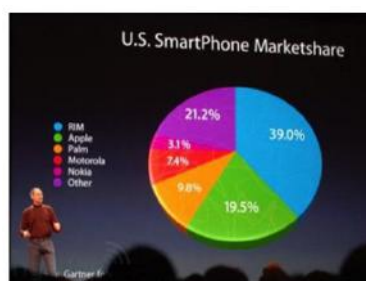 U.S. SmartPhone Marketshare
21.2%
39.0%
RIM
Apple
Palm
Motorola
Nokia
Other
3.1%
7.4%
9.8%
19.5%
Gartner